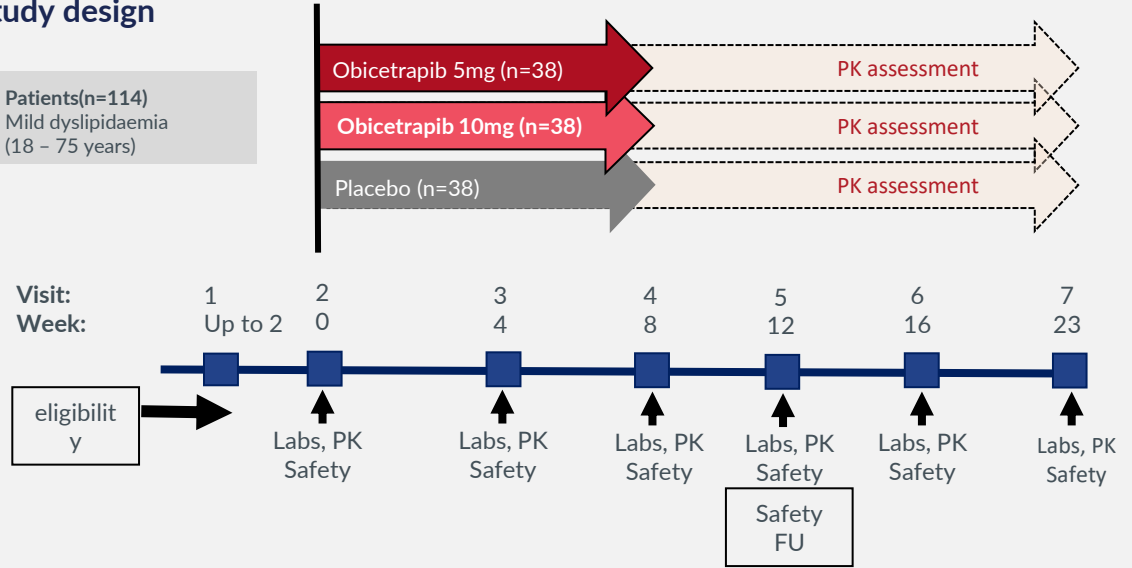 tudy design
Patients(n=114)
Mild dyslipidaemia
(18 – 75 years)
Obicetrapib 5mg (n=38)
PK assessment
Obicetrapib 10mg (n=38)
PK assessment
Placebo (n=38)
PK assessment
Visit: 1 2 3 4 5 6 7
Week: Up to 2 0 4 8 12 16 23
eligibilit
y
Labs, PK
Safety
Labs, PK
Safety
Labs, PK
Safety
Labs, PK
Safety
Labs, PK
Safety
Labs, PK
Safety
Safety
FU